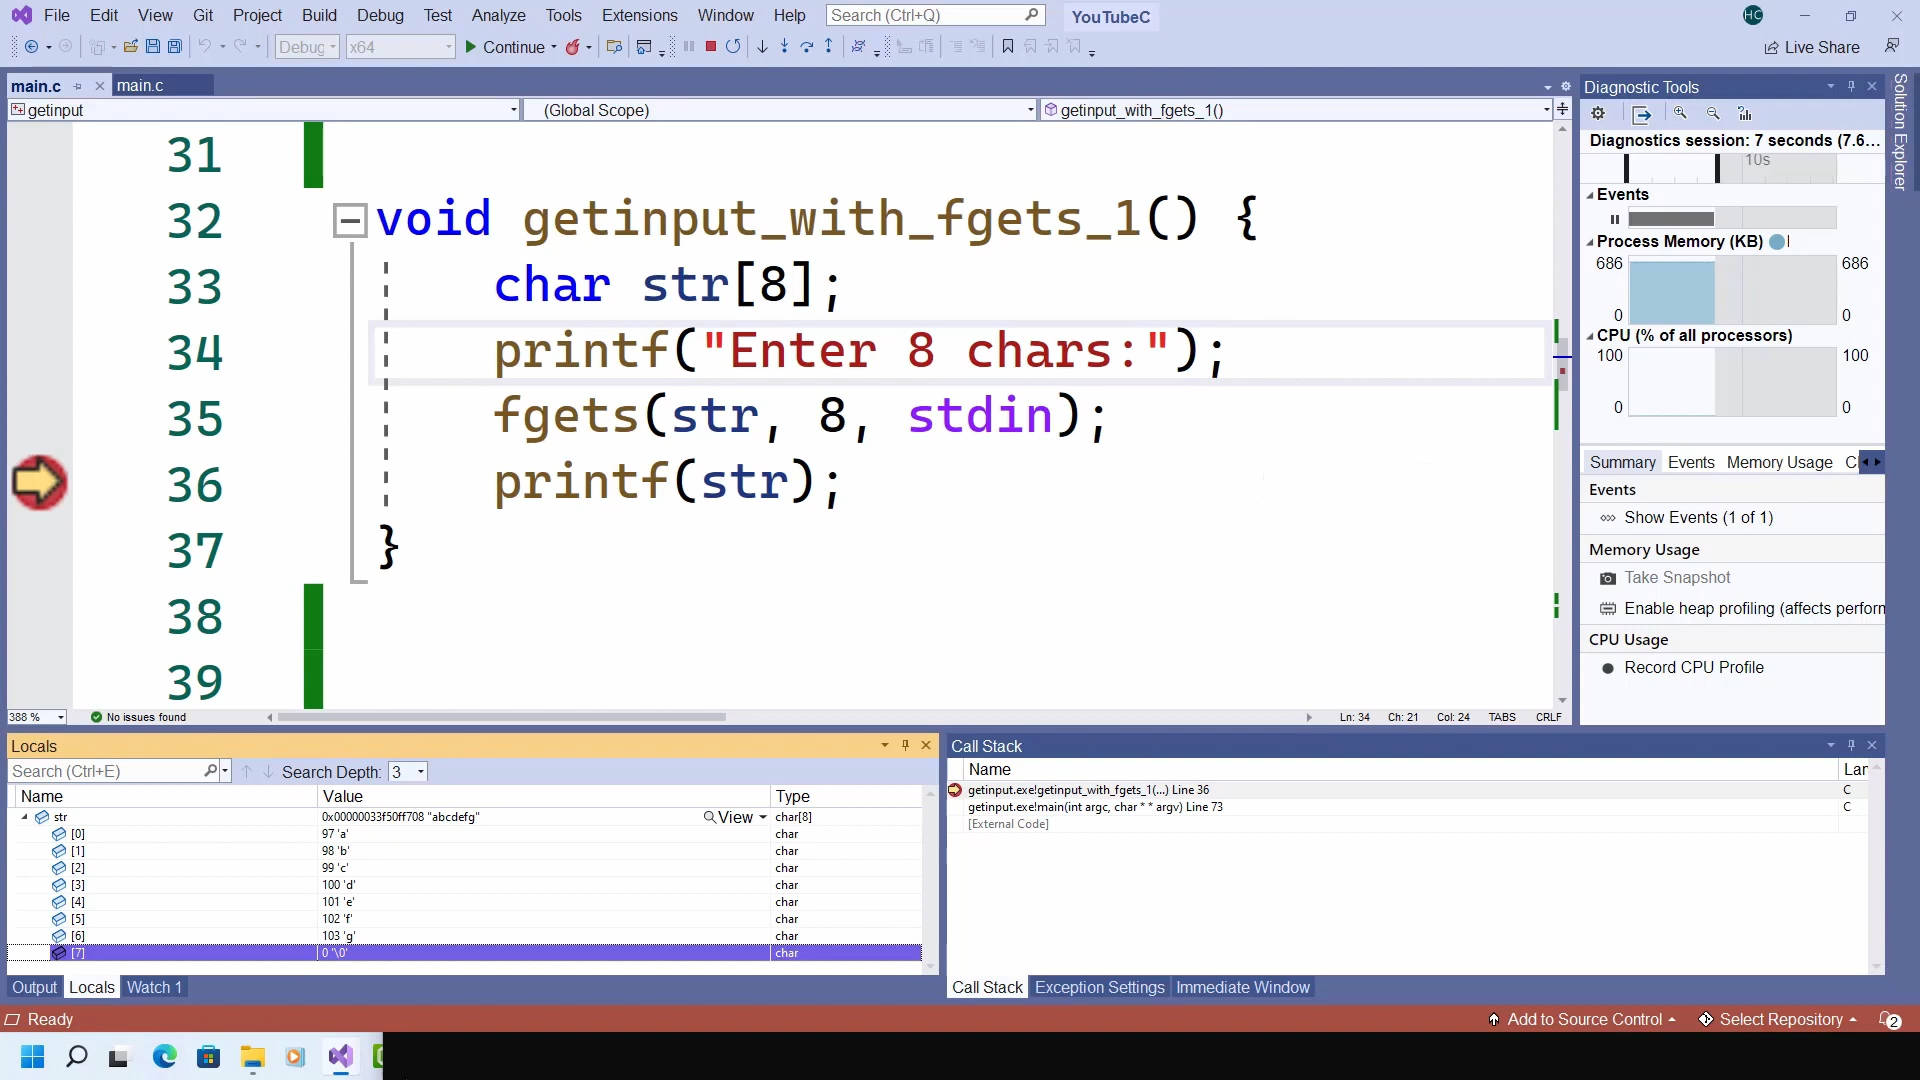 File Edit View Git Project Build Debug Test Analyze Tools Extensions Window Help Search (Ctrl+Q) YouTubeC HC
Debug x64 Continue Live Share
main.c main.c
getinput (Global Scope) getinput_with_fgets_1()
31
32 void getinput_with_fgets_1() {
33 char str[8];
34 printf("Enter 8 chars:");
35 fgets(str, 8, stdin);
36 printf(str);
37 }
38
39
388 % No issues found Ln: 34 Ch: 21 Col: 24 TABS CRLF
Diagnostic Tools
Diagnostics session: 7 seconds (7.6...
10s
Events
Process Memory (KB)
686 686
0 0
CPU (% of all processors)
100 100
0 0
Summary Events Memory Usage C
Events
Show Events (1 of 1)
Memory Usage
Take Snapshot
Enable heap profiling (affects perforn
CPU Usage
Record CPU Profile
Solution Explorer
Locals
Search (Ctrl+E) Search Depth: 3
Name Value Type
str 0x00000033f50ff708 "abcdefg" View char[8]
[0] 97 'a' char
[1] 98 'b' char
[2] 99 'c' char
[3] 100 'd' char
[4] 101 'e' char
[5] 102 'f' char
[6] 103 'g' char
[7] 0 '\0' char
Output Locals Watch 1
Call Stack
Name Lan
getinput.exe!getinput_with_fgets_1(...) Line 36 C
getinput.exe!main(int argc, char * * argv) Line 73 C
[External Code]
Call Stack Exception Settings Immediate Window
Ready Add to Source Control Select Repository 2